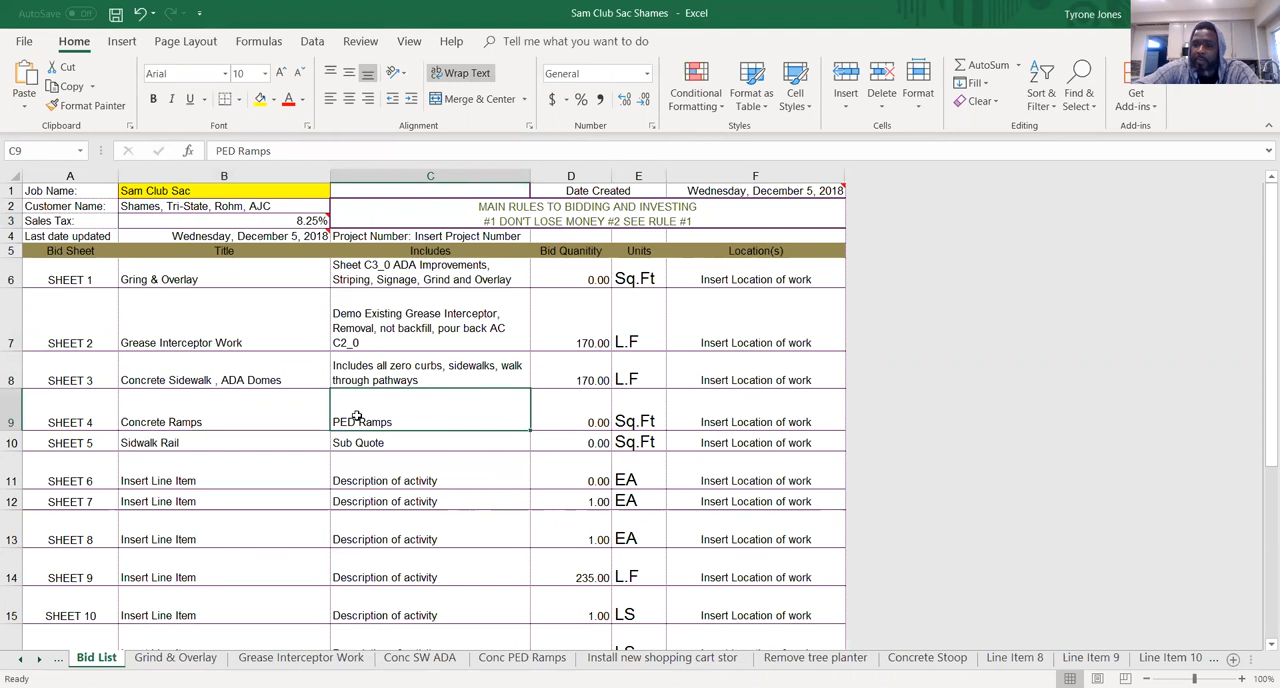 AutoSave Off
Sam Club Sac Shames - Excel
Tyrone Jones
File Home Insert Page Layout Formulas Data Review View Help Tell me what you want to do
Paste
Cut
Copy
Format Painter
Clipboard
Arial 10
B I U
Font
Wrap Text
Merge & Center
Alignment
General
$ % ,
Number
Conditional Formatting
Format as Table
Cell Styles
Styles
Insert Delete Format
Cells
AutoSum
Fill
Clear
Sort & Filter
Find & Select
Editing
Get Add-ins
Add-ins
C9 fx PED Ramps
A B C D E F
1 Job Name: Sam Club Sac Date Created Wednesday, December 5, 2018
2 Customer Name: Shames, Tri-State, Rohm, AJC MAIN RULES TO BIDDING AND INVESTING
3 Sales Tax: 8.25% #1 DON'T LOSE MONEY #2 SEE RULE #1
4 Last date updated Wednesday, December 5, 2018 Project Number: Insert Project Number
5 Bid Sheet Title Includes Bid Quanitity Units Location(s)
Sheet C3_0 ADA Improvements,
6 SHEET 1 Gring & Overlay Striping, Signage, Grind and Overlay 0.00 Sq.Ft Insert Location of work
Demo Existing Grease Interceptor,
Removal, not backfill, pour back AC
7 SHEET 2 Grease Interceptor Work C2_0 170.00 L.F Insert Location of work
Includes all zero curbs, sidewalks, walk
8 SHEET 3 Concrete Sidewalk , ADA Domes through pathways 170.00 L.F Insert Location of work
9 SHEET 4 Concrete Ramps PED Ramps 0.00 Sq.Ft Insert Location of work
10 SHEET 5 Sidwalk Rail Sub Quote 0.00 Sq.Ft Insert Location of work
11 SHEET 6 Insert Line Item Description of activity 0.00 EA Insert Location of work
12 SHEET 7 Insert Line Item Description of activity 1.00 EA Insert Location of work
13 SHEET 8 Insert Line Item Description of activity 1.00 EA Insert Location of work
14 SHEET 9 Insert Line Item Description of activity 235.00 L.F Insert Location of work
15 SHEET 10 Insert Line Item Description of activity 1.00 LS Insert Location of work
... Bid List Grind & Overlay Grease Interceptor Work Conc SW ADA Conc PED Ramps Install new shopping cart stor Remove tree planter Concrete Stoop Line Item 8 Line Item 9 Line Item 10 ...
Ready 100%